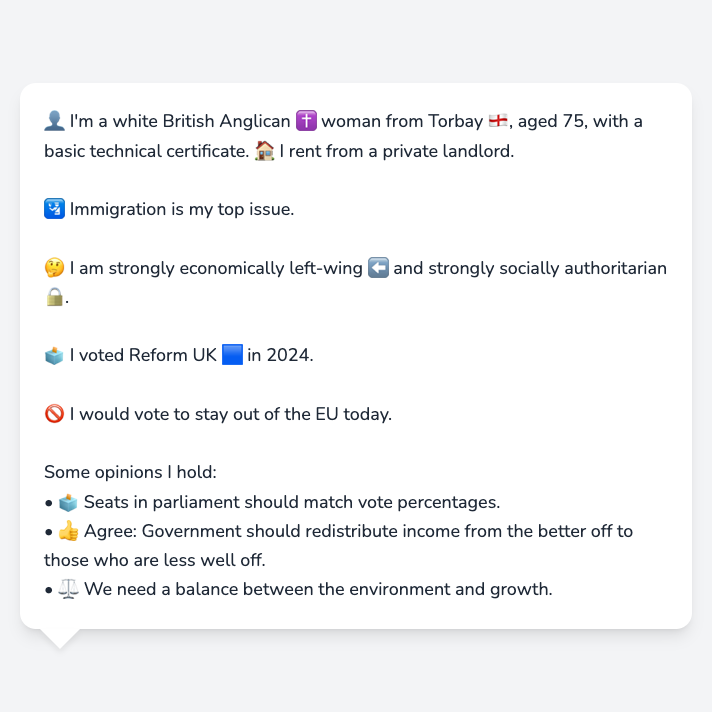 👤 I'm a white British Anglican ✝️ woman from Torbay 🏴󠁧󠁢󠁥󠁮󠁧󠁿, aged 75, with a
basic technical certificate. 🏠 I rent from a private landlord.
🛂 Immigration is my top issue.
🤔 I am strongly economically left-wing ⬅️ and strongly socially authoritarian
🔒.
🗳️ I voted Reform UK 🟦 in 2024.
🚫 I would vote to stay out of the EU today.
Some opinions I hold:
• 🗳️ Seats in parliament should match vote percentages.
• 👍 Agree: Government should redistribute income from the better off to
those who are less well off.
• ⚖️ We need a balance between the environment and growth.